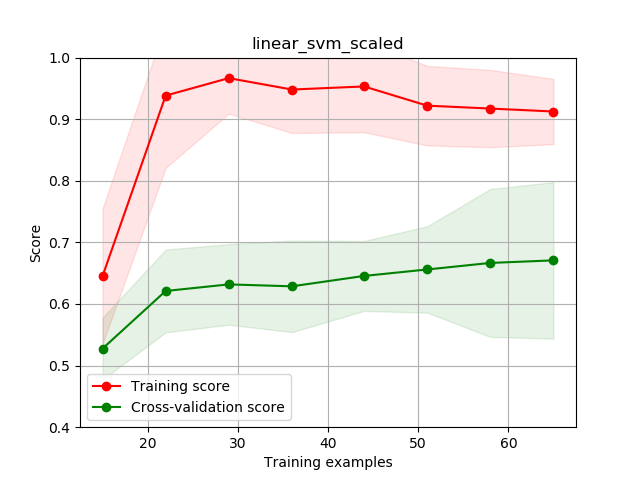 linear_svm_scaled
1.0
0.9
0.8
0.7
0.6
0.5
0.4
Score
Training score
Cross-validation score
20 30 40 50 60
Training examples